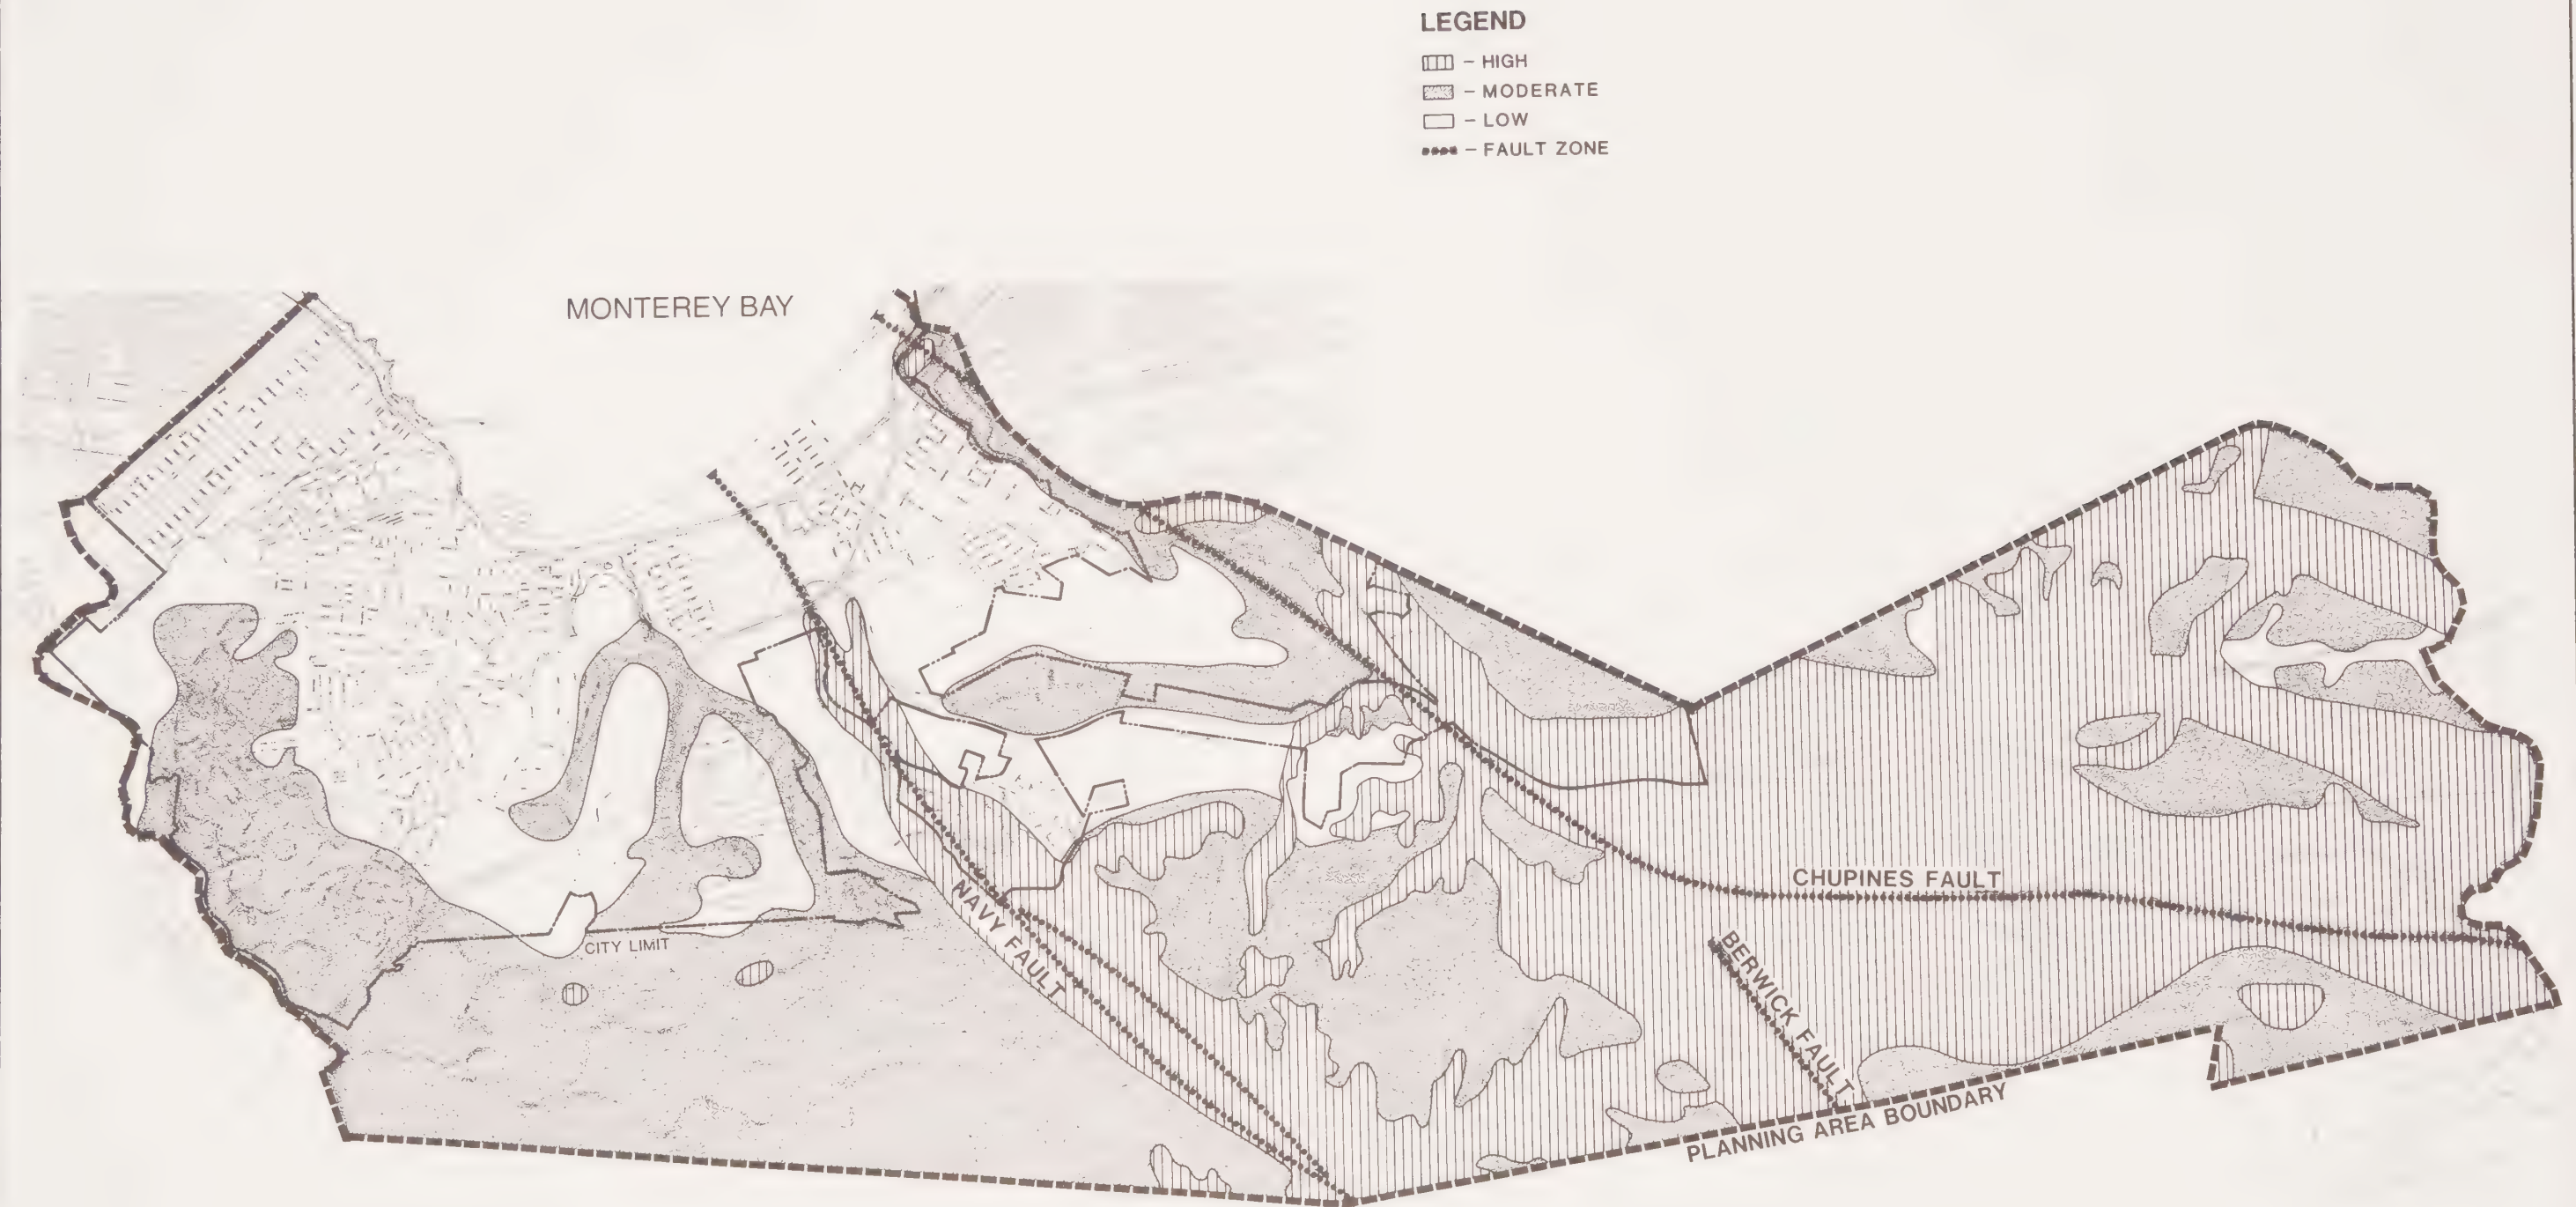 LEGEND
– HIGH
– MODERATE
– LOW
– FAULT ZONE
MONTEREY BAY
CHUPINES FAULT
NAVY FAULT
CITY LIMIT
BERWICK FAULT
PLANNING AREA BOUNDARY